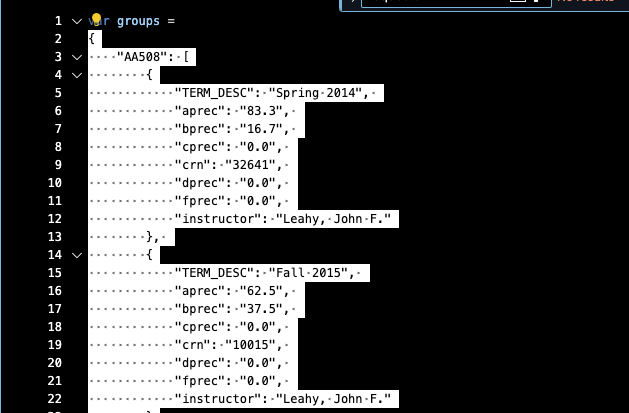 1 var groups =
2 {
3 "AA508": [
4 {
5 "TERM_DESC": "Spring 2014",
6 "aprec": "83.3",
7 "bprec": "16.7",
8 "cprec": "0.0",
9 "crn": "32641",
10 "dprec": "0.0",
11 "fprec": "0.0",
12 "instructor": "Leahy, John F."
13 },
14 {
15 "TERM_DESC": "Fall 2015",
16 "aprec": "62.5",
17 "bprec": "37.5",
18 "cprec": "0.0",
19 "crn": "10015",
20 "dprec": "0.0",
21 "fprec": "0.0",
22 "instructor": "Leahy, John F."